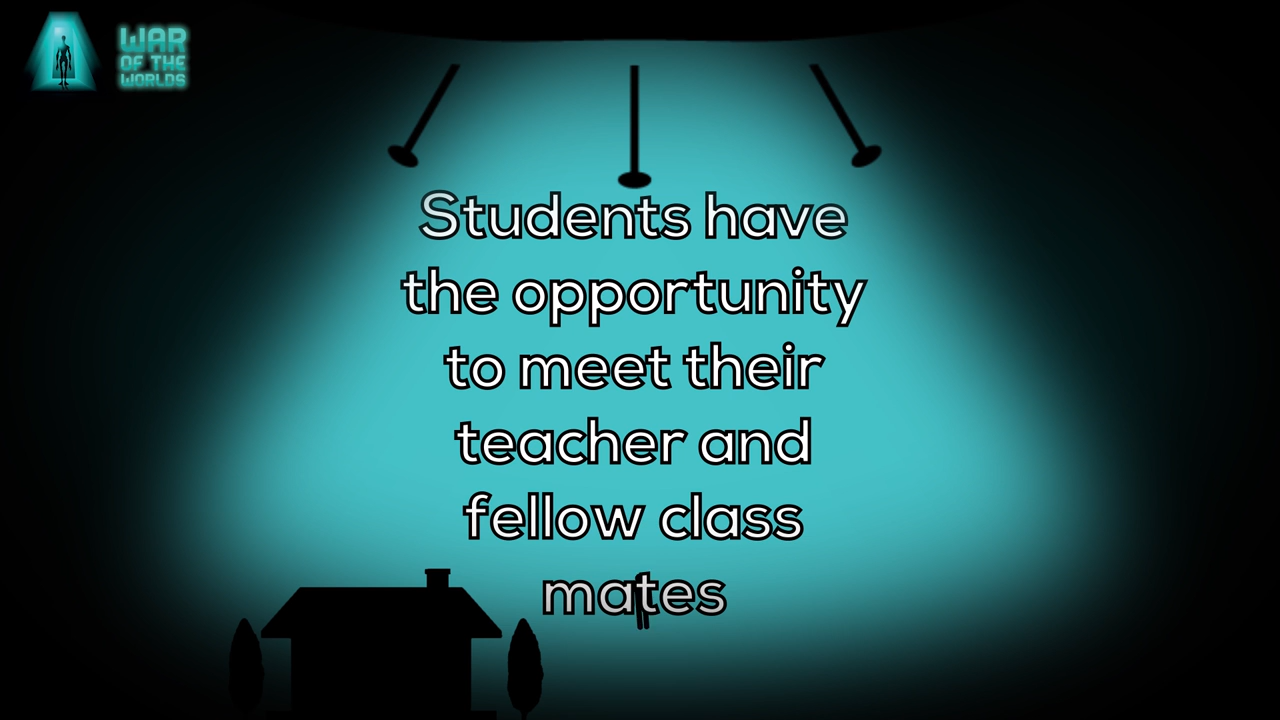 WAR
OF THE
WORLDS
Students have
the opportunity
to meet their
teacher and
fellow class
mates